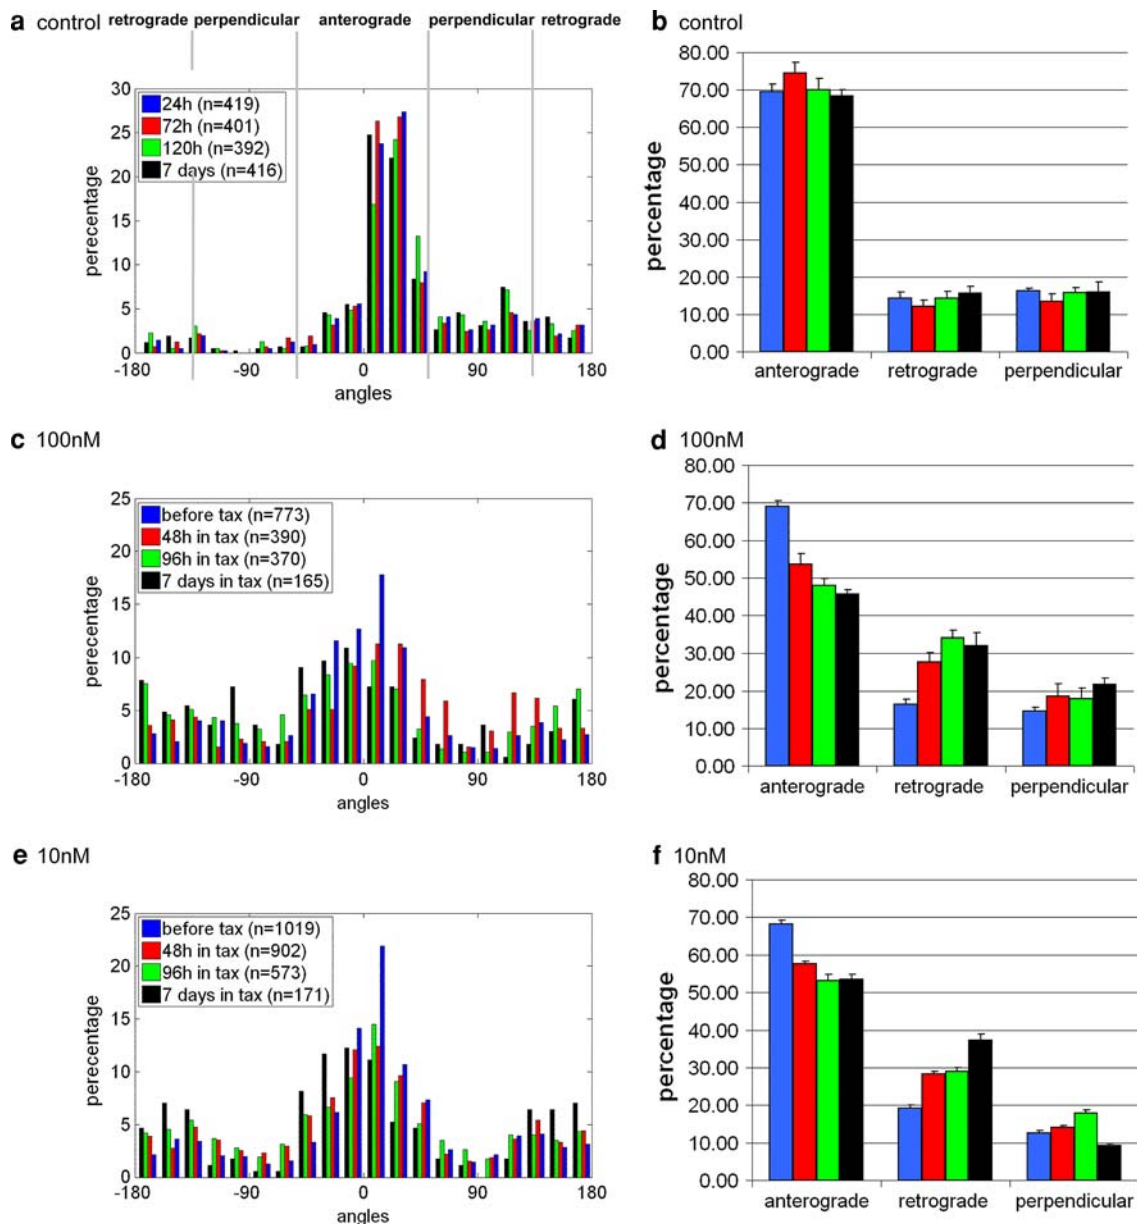 a control
retrograde perpendicular anterograde perpendicular retrograde
30
25
20
15
10
5
0
perecentage
24h (n=419)
72h (n=401)
120h (n=392)
7 days (n=416)
-180 -90 0 90 180
angles
b control
80.00
70.00
60.00
50.00
40.00
30.00
20.00
10.00
0.00
percentage
anterograde retrograde perpendicular
c 100nM
25
20
15
10
5
0
perecentage
before tax (n=773)
48h in tax (n=390)
96h in tax (n=370)
7 days in tax (n=165)
-180 -90 0 90 180
angles
d 100nM
80.00
70.00
60.00
50.00
40.00
30.00
20.00
10.00
0.00
percentage
anterograde retrograde perpendicular
e 10nM
25
20
15
10
5
0
perecentage
before tax (n=1019)
48h in tax (n=902)
96h in tax (n=573)
7 days in tax (n=171)
-180 -90 0 90 180
angles
f 10nM
80.00
70.00
60.00
50.00
40.00
30.00
20.00
10.00
0.00
percentage
anterograde retrograde perpendicular